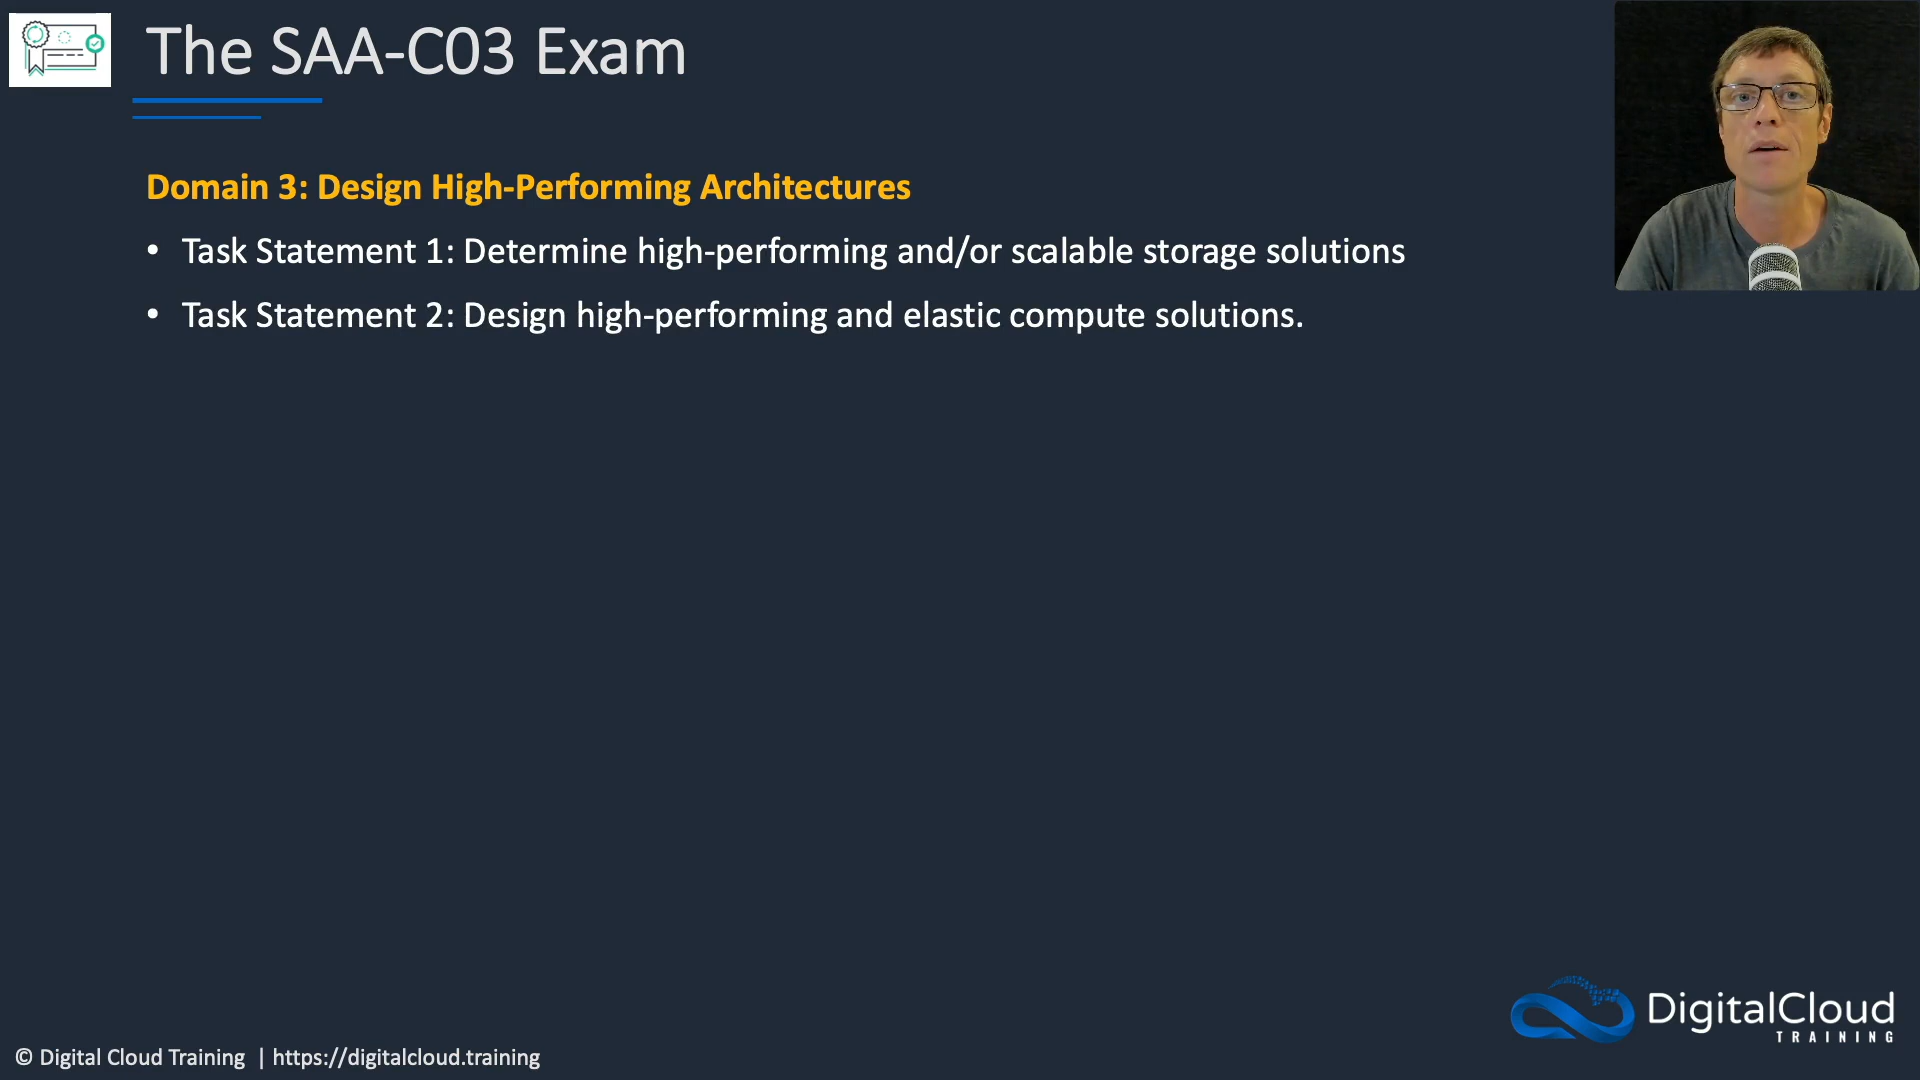 The SAA-C03 Exam
Domain 3: Design High-Performing Architectures
• Task Statement 1: Determine high-performing and/or scalable storage solutions
• Task Statement 2: Design high-performing and elastic compute solutions.
DigitalCloud
TRAINING
© Digital Cloud Training | https://digitalcloud.training